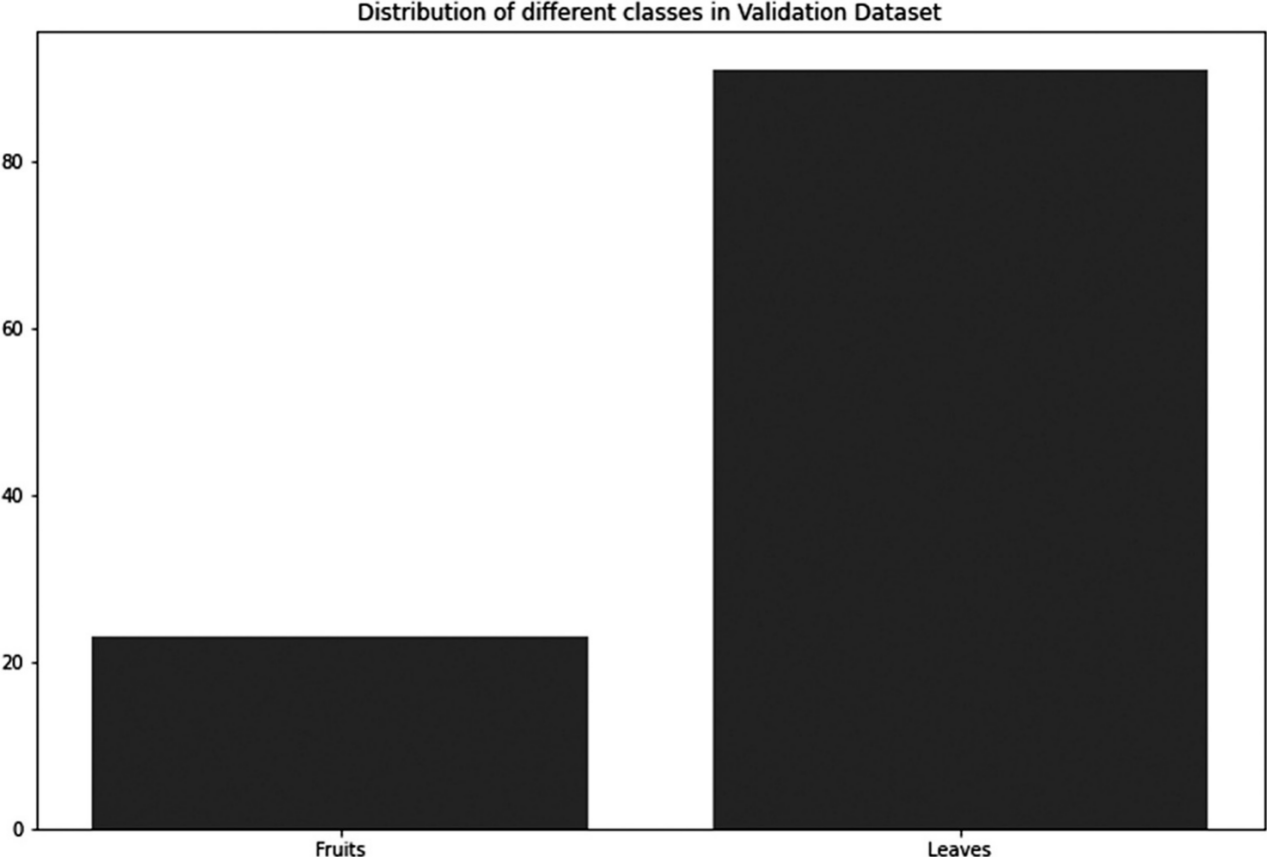 Distribution of different classes in Validation Dataset
80
60
40
20
0
Fruits Leaves